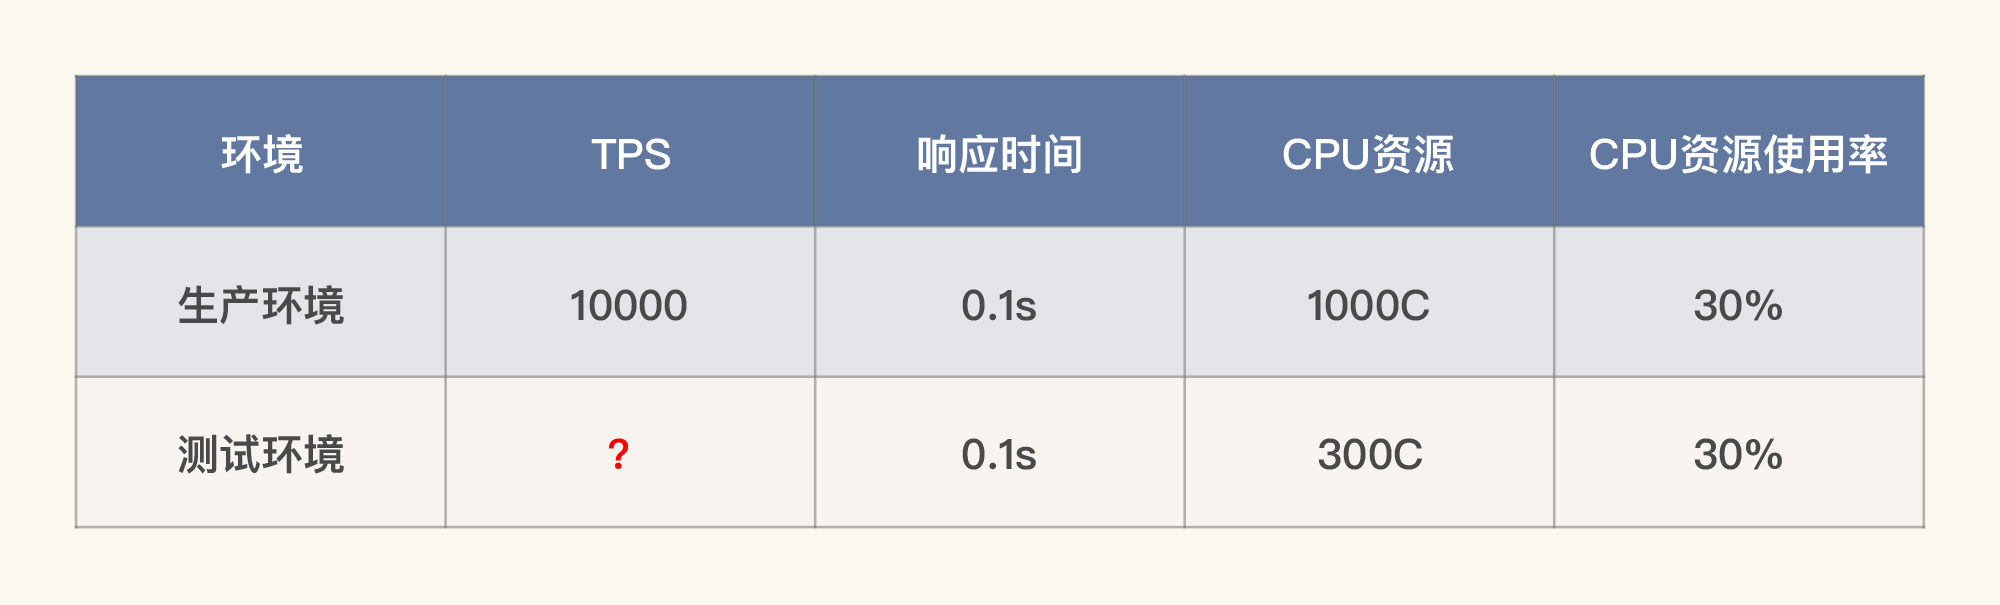 环境 TPS 响应时间 CPU资源 CPU资源使用率
生产环境 10000 0.1s 1000C 30%
测试环境 ? 0.1s 300C 30%